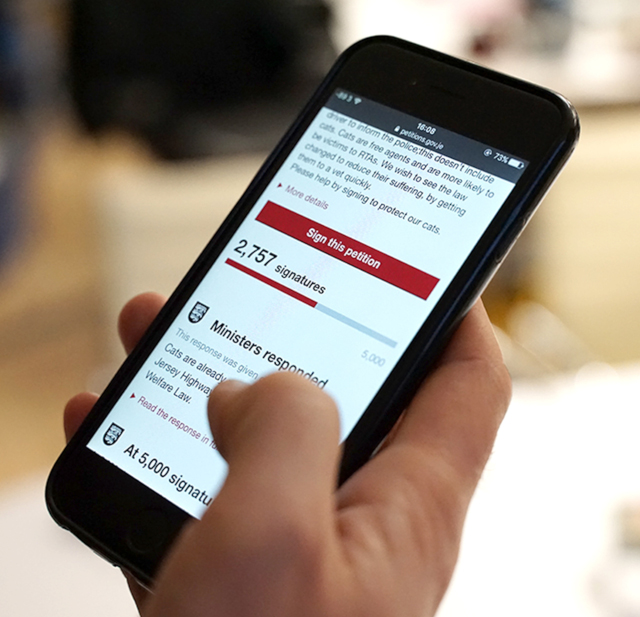 16:08
petitions.gov.je
73%
driver to inform the police;this doesn't include
cats. Cats are free agents and are more likely to
be victims to RTAs. We wish to see the law
changed to reduce their suffering, by getting
them to a vet quickly.
Please help by signing to protect our cats.
More details
Sign this petition
2,757 signatures
5,000
Ministers responded
This response was given
Cats are already
Jersey Highway
Welfare Law.
Read the response in
At 5,000 signatu